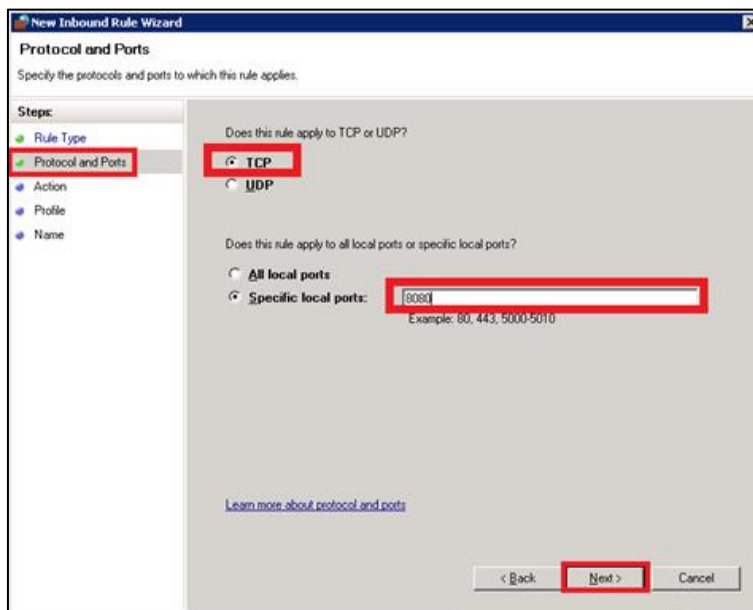 New Inbound Rule Wizard
Protocol and Ports
Specify the protocols and ports to which this rule applies.
Steps:
Rule Type
Protocol and Ports
Action
Profile
Name
Does this rule apply to TCP or UDP?
TCP
UDP
Does this rule apply to all local ports or specific local ports?
All local ports
Specific local ports:
8080
Example: 80, 443, 5000-5010
Learn more about protocol and ports
< Back
Next >
Cancel